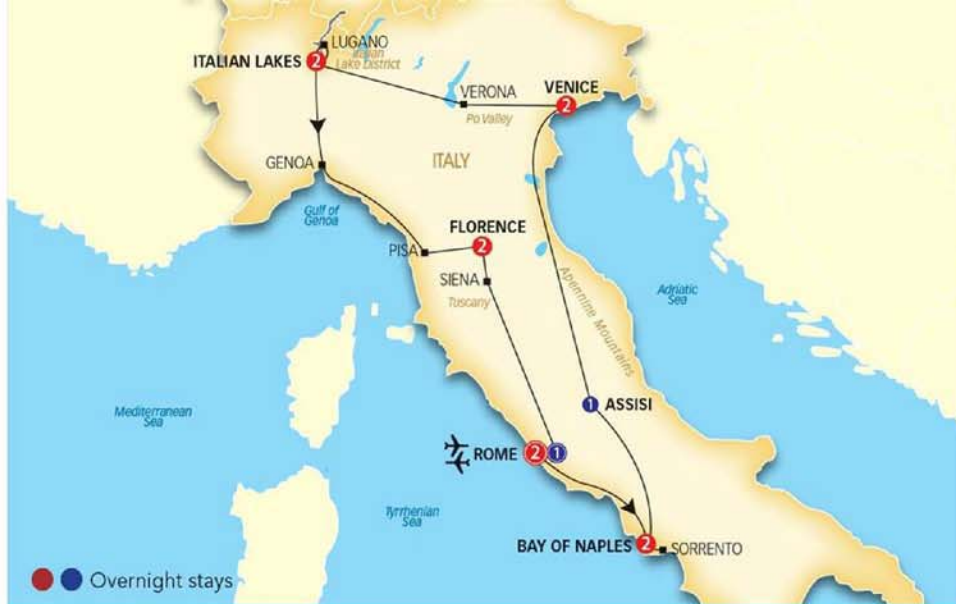 LUGANO
ITALIAN LAKES 2
Italian
Lake District
VERONA
VENICE
2
Po Valley
GENOA
ITALY
Gulf of
Genoa
FLORENCE
2
PISA
SIENA
Tuscany
Apennine Mountains
Adriatic
Sea
1 ASSISI
Mediterranean
Sea
ROME 2 1
Tyrrhenian
Sea
BAY OF NAPLES 2 SORRENTO
Overnight stays